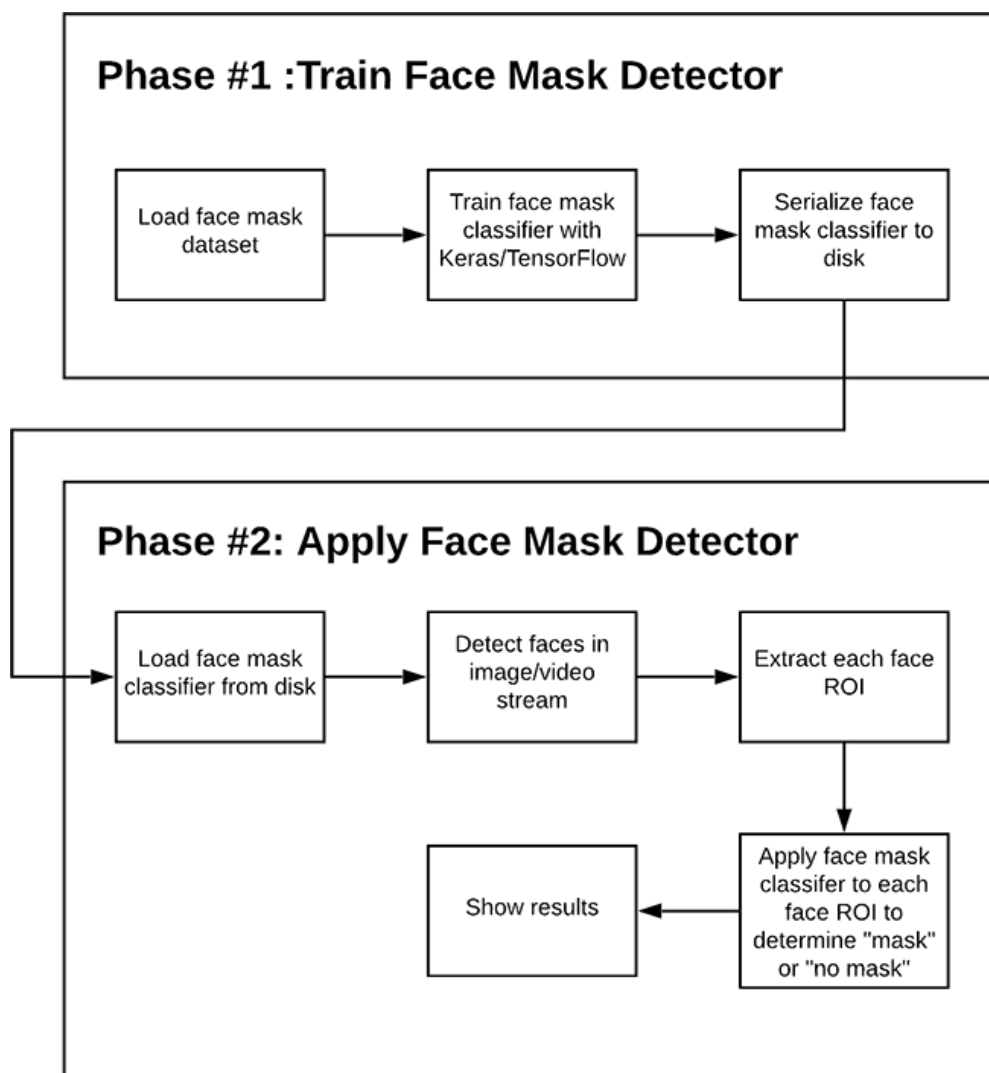 Phase #1 :Train Face Mask Detector
Load face mask
dataset
Train face mask
classifier with
Keras/TensorFlow
Serialize face
mask classifier to
disk
Phase #2: Apply Face Mask Detector
Load face mask
classifier from disk
Detect faces in
image/video
stream
Extract each face
ROI
Apply face mask
classifer to each
face ROI to
determine "mask"
or "no mask"
Show results